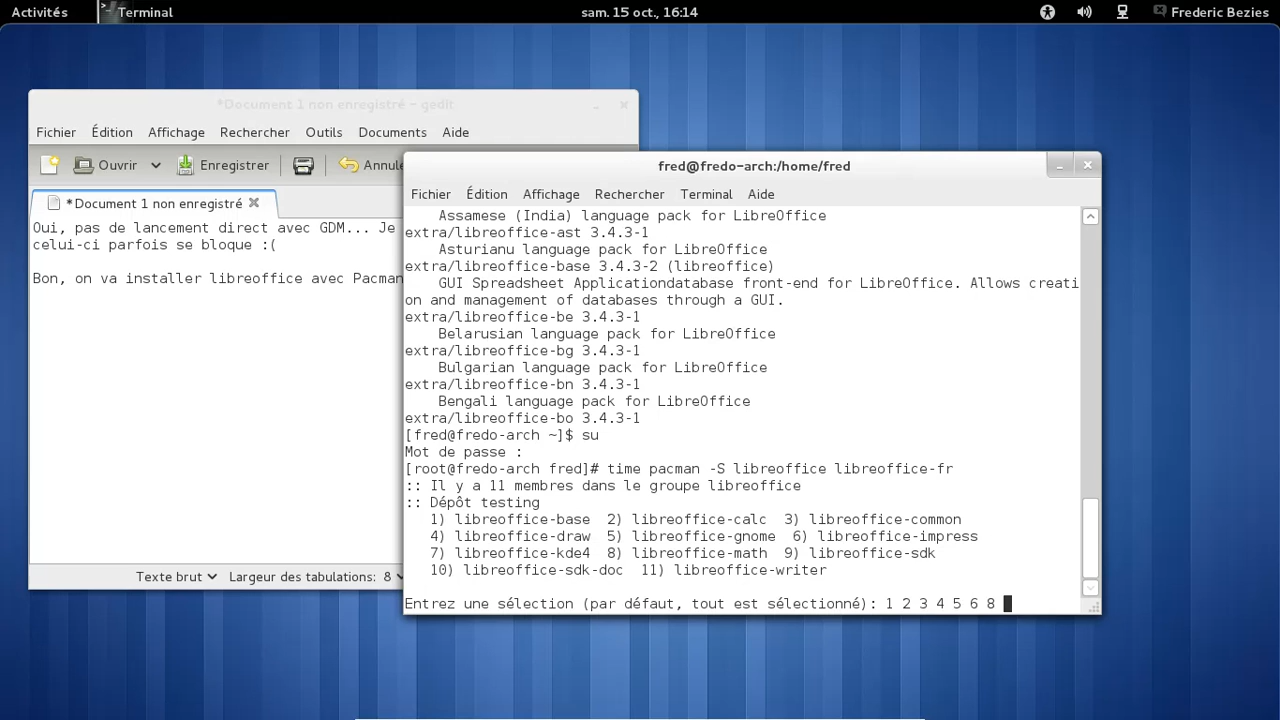 Activités
Terminal
sam. 15 oct., 16:14
Frederic Bezies
*Document 1 non enregistré - gedit
Fichier Édition Affichage Rechercher Outils Documents Aide
Ouvrir Enregistrer Annule
*Document 1 non enregistré
Oui, pas de lancement direct avec GDM... Je
celui-ci parfois se bloque :(
Bon, on va installer libreoffice avec Pacman
Texte brut Largeur des tabulations: 8
fred@fredo-arch:/home/fred
Fichier Édition Affichage Rechercher Terminal Aide
Assamese (India) language pack for LibreOffice
extra/libreoffice-ast 3.4.3-1
Asturianu language pack for LibreOffice
extra/libreoffice-base 3.4.3-2 (libreoffice)
GUI Spreadsheet Applicationdatabase front-end for LibreOffice. Allows creati
on and management of databases through a GUI.
extra/libreoffice-be 3.4.3-1
Belarusian language pack for LibreOffice
extra/libreoffice-bg 3.4.3-1
Bulgarian language pack for LibreOffice
extra/libreoffice-bn 3.4.3-1
Bengali language pack for LibreOffice
extra/libreoffice-bo 3.4.3-1
[fred@fredo-arch ~]$ su
Mot de passe :
[root@fredo-arch fred]# time pacman -S libreoffice libreoffice-fr
:: Il y a 11 membres dans le groupe libreoffice
:: Dépôt testing
1) libreoffice-base 2) libreoffice-calc 3) libreoffice-common
4) libreoffice-draw 5) libreoffice-gnome 6) libreoffice-impress
7) libreoffice-kde4 8) libreoffice-math 9) libreoffice-sdk
10) libreoffice-sdk-doc 11) libreoffice-writer
Entrez une sélection (par défaut, tout est sélectionné): 1 2 3 4 5 6 8